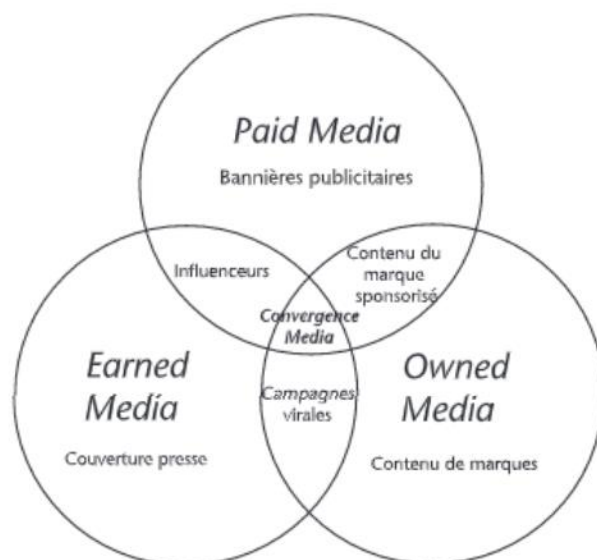 Paid Media
Bannières publicitaires
Influenceurs
Contenu du
marque
sponsorisé
Convergence
Media
Earned
Media
Couverture presse
Campagnes
virales
Owned
Media
Contenu de marques